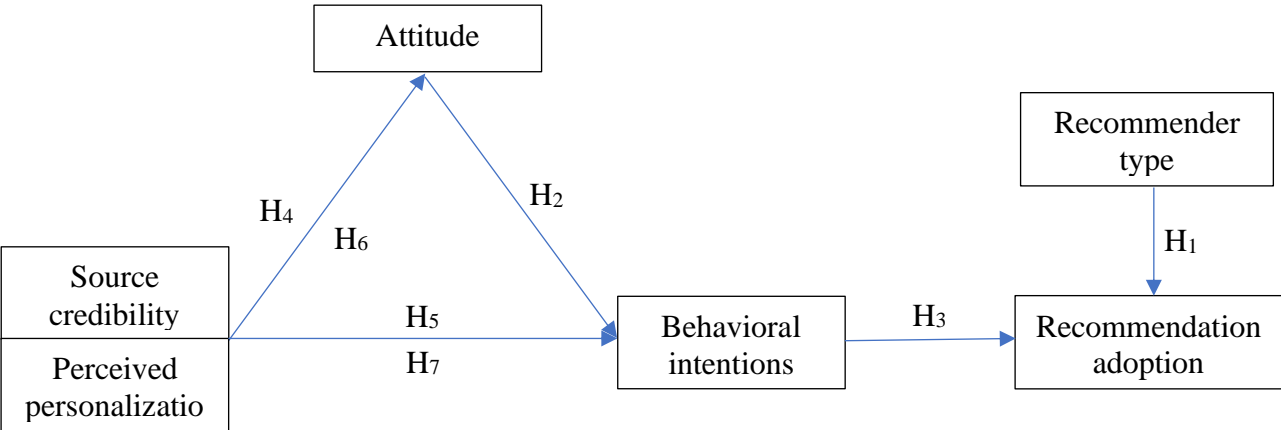 Attitude
Recommender
type
H4
H2
H6
H1
Source
credibility
H5
H3
Behavioral
intentions
Recommendation
adoption
H7
Perceived
personalizatio